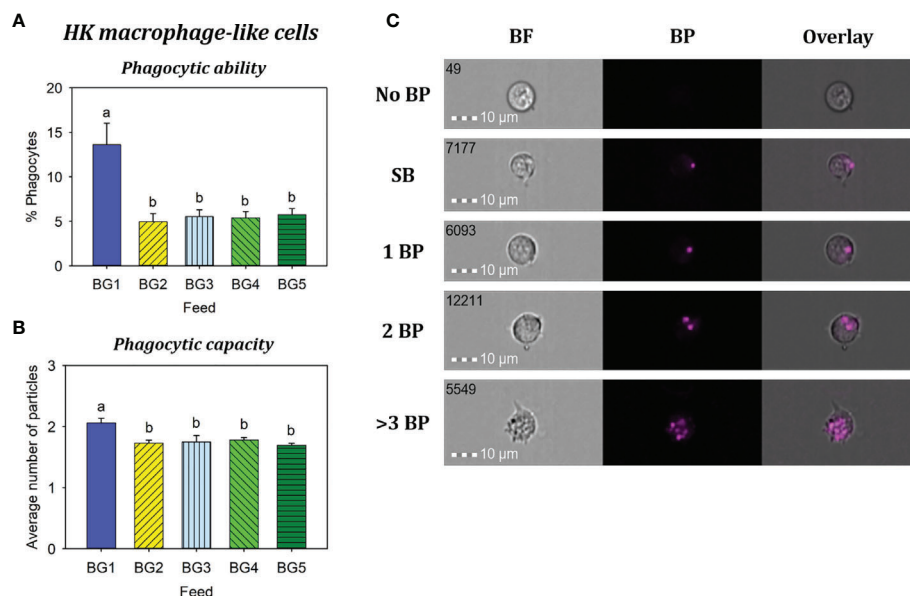 A
HK macrophage-like cells
Phagocytic ability
20
15
10
5
0
% Phagocytes
a
b
b
b
b
BG1 BG2 BG3 BG4 BG5
Feed
B
Phagocytic capacity
3
2
1
0
Average number of particles
a
b
b
b
b
BG1 BG2 BG3 BG4 BG5
Feed
C
BF BP Overlay
No BP
49
10 µm
SB
7177
10 µm
1 BP
6093
10 µm
2 BP
12211
10 µm
>3 BP
5549
10 µm